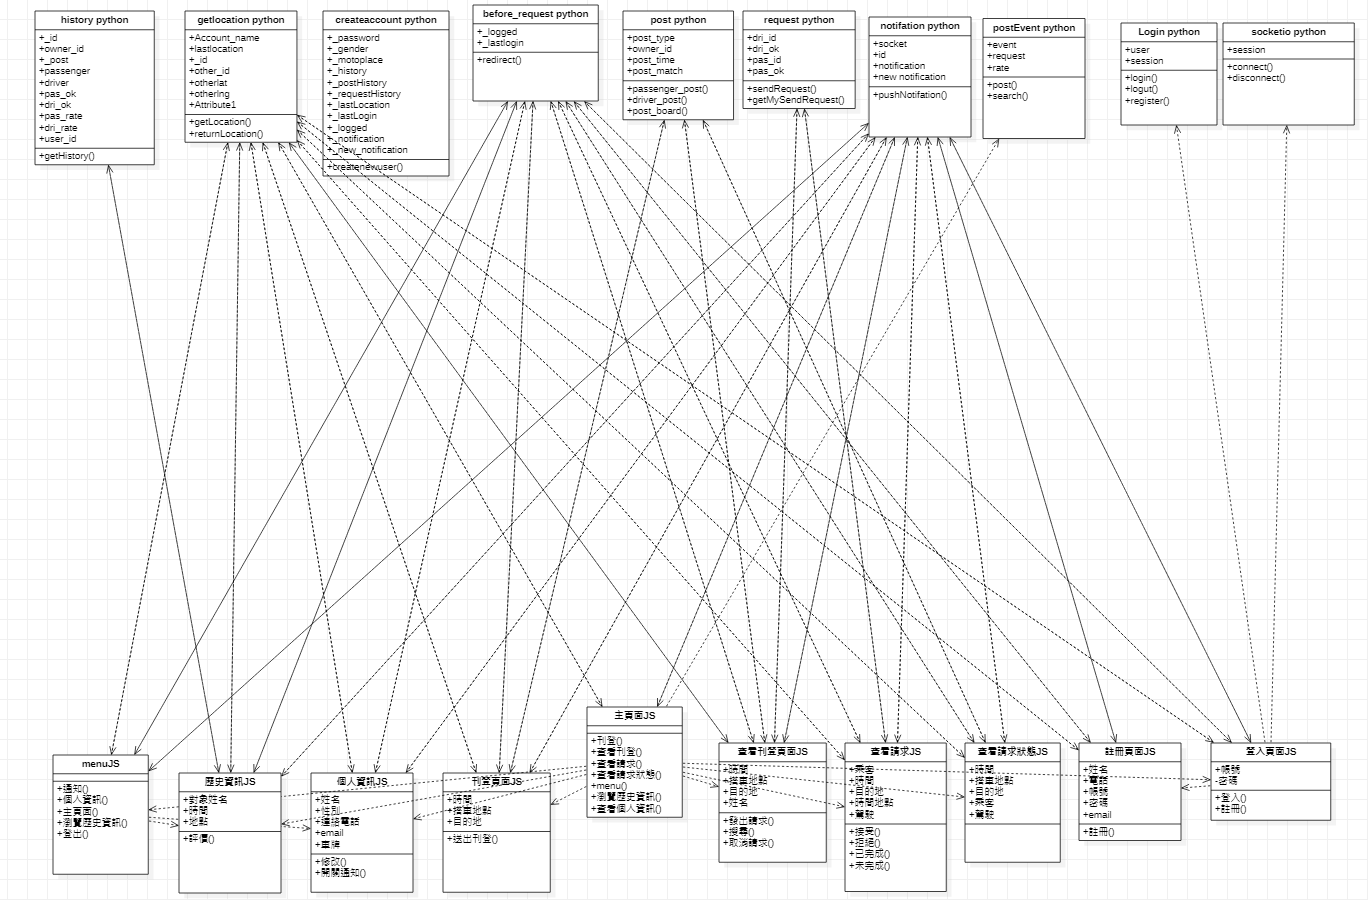 history python
+_id
+owner_id
+_post
+passenger
+driver
+pas_ok
+dri_ok
+pas_rate
+dri_rate
+user_id
+getHistory()
getlocation python
+Account_name
+lastlocation
+_id
+other_id
+otherlat
+otherlng
+Attribute1
+getLocation()
+returnLocation()
createaccount python
+_password
+_gender
+_motoplace
+_history
+_postHistory
+_requestHistory
+_lastLocation
+_lastLogin
+_logged
+_notification
+_new_notification
+createnewuser()
before_request python
+_logged
+_lastlogin
+redirect()
post python
+post_type
+owner_id
+post_time
+post_match
+passenger_post()
+driver_post()
+post_board()
request python
+dri_id
+dri_ok
+pas_id
+pas_ok
+sendRequest()
+getMySendRequest()
notifation python
+socket
+id
+notification
+new notification
+pushNotifation()
postEvent python
+event
+request
+rate
+post()
+search()
Login python
+user
+session
+login()
+logut()
+register()
socketio python
+session
+connect()
+disconnect()
menuJS
+通知()
+個人資訊()
+主頁面()
+瀏覽歷史資訊()
+登出()
歷史資訊JS
+對象姓名
+時間
+地點
+評價()
個人資訊JS
+姓名
+性別
+連絡電話
+email
+車牌
+修改()
+開關通知()
刊登頁面JS
+時間
+搭車地點
+目的地
+送出刊登()
主頁面JS
+刊登()
+查看刊登()
+查看請求()
+查看請求狀態()
+menu()
+瀏覽歷史資訊()
+查看個人資訊()
查看刊登頁面JS
+時間
+搭車地點
+目的地
+姓名
+發出請求()
+搜尋()
+取消請求()
查看請求JS
+乘客
+時間
+目的地
+時間地點
+駕駛
+接受()
+拒絕()
+已完成()
+未完成()
查看請求狀態JS
+時間
+搭車地點
+目的地
+乘客
+駕駛
註冊頁面JS
+姓名
+電話
+帳號
+密碼
+email
+註冊()
登入頁面JS
+帳號
+密碼
+登入()
+註冊()